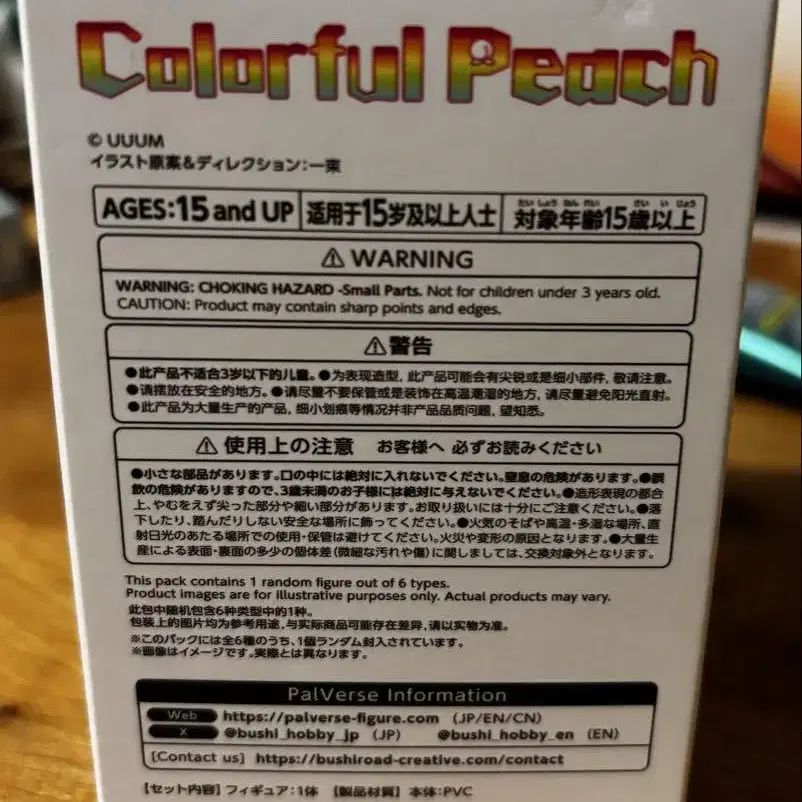 Colorful Peach
© UUUM
イラスト原案&ディレクション:一束
AGES:15 and UP 适用于15岁及以上人士 対象年齢15歳以上
たいしょうねんれい さい いじょう
⚠ WARNING
WARNING: CHOKING HAZARD -Small Parts. Not for children under 3 years old.
CAUTION: Product may contain sharp points and edges.
⚠警告
●此产品不适合3岁以下的儿童。●为表现造型, 此产品可能会有尖锐或是细小部件, 敬请注意。
●请摆放在安全的地方。●请尽量不要保管或是装饰在高温潮湿的地方, 请尽量避免阳光直射。
●此产品为大量生产的产品, 细小划痕等情况并非产品品质问题, 望知悉。
⚠ 使用上の注意 お客様へ 必ずお読みください
●小さな部品があります。口の中には絶対に入れないでください。窒息の危険があります。●誤
飲の危険がありますので、3歳未満のお子様には絶対に与えないでください。●造形表現の都合
上、やむをえず尖った部分や細い部分があります。お取り扱いには十分にご注意ください。●落
下したり、踏んだりしない安全な場所に飾ってください。●火気のそばや高温・多湿な場所、直
射日光のあたる場所での使用・保管は避けてください。火災や変形の原因となります。●大量生
産による表面・裏面の多少の個体差(微細な汚れや傷)に関しましては、交換対象外となります。
This pack contains 1 random figure out of 6 types.
Product images are for illustrative purposes only. Actual products may vary.
此包中随机包含6种类型中的1种。
包装上的图片均为参考用途, 与实际商品可能存在差异, 请以实物为准。
※このパックには全6種のうち、1個ランダム封入されています。
※画像はイメージです。実際とは異なります。
PalVerse Information
Web https://palverse-figure.com (JP/EN/CN)
X @bushi_hobby_jp (JP) @bushi_hobby_en (EN)
[Contact us] https://bushiroad-creative.com/contact
【セット内容】フィギュア:1体 【製品材質】本体:PVC